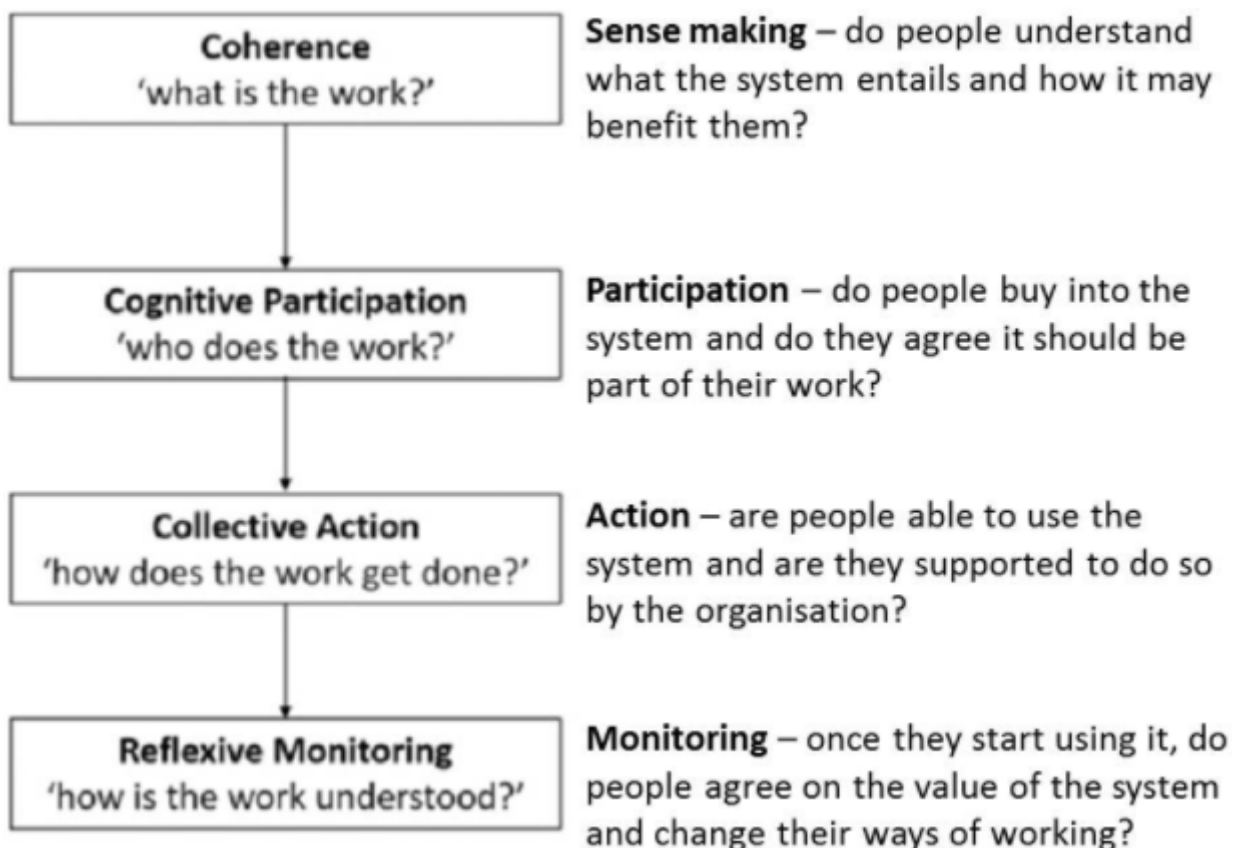 Coherence
‘what is the work?’
Sense making – do people understand
what the system entails and how it may
benefit them?
Cognitive Participation
‘who does the work?’
Participation – do people buy into the
system and do they agree it should be
part of their work?
Collective Action
‘how does the work get done?’
Action – are people able to use the
system and are they supported to do so
by the organisation?
Reflexive Monitoring
‘how is the work understood?’
Monitoring – once they start using it, do
people agree on the value of the system
and change their ways of working?